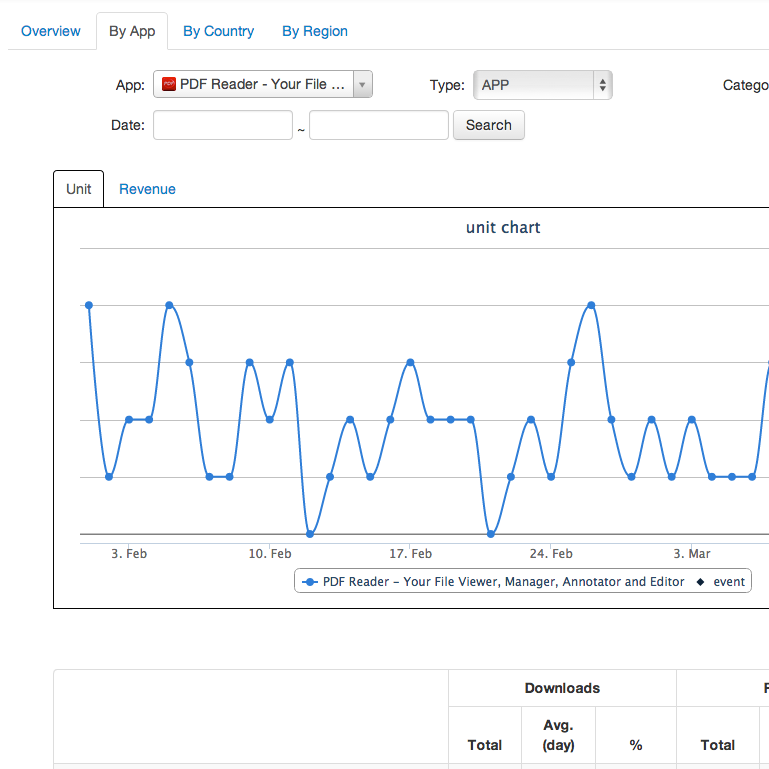 Overview By App By Country By Region
App: PDF Reader - Your File ... Type: APP Catego
Date: ~ Search
Unit Revenue
unit chart
3. Feb 10. Feb 17. Feb 24. Feb 3. Mar
PDF Reader – Your File Viewer, Manager, Annotator and Editor event
Downloads
Total Avg. (day) % Total